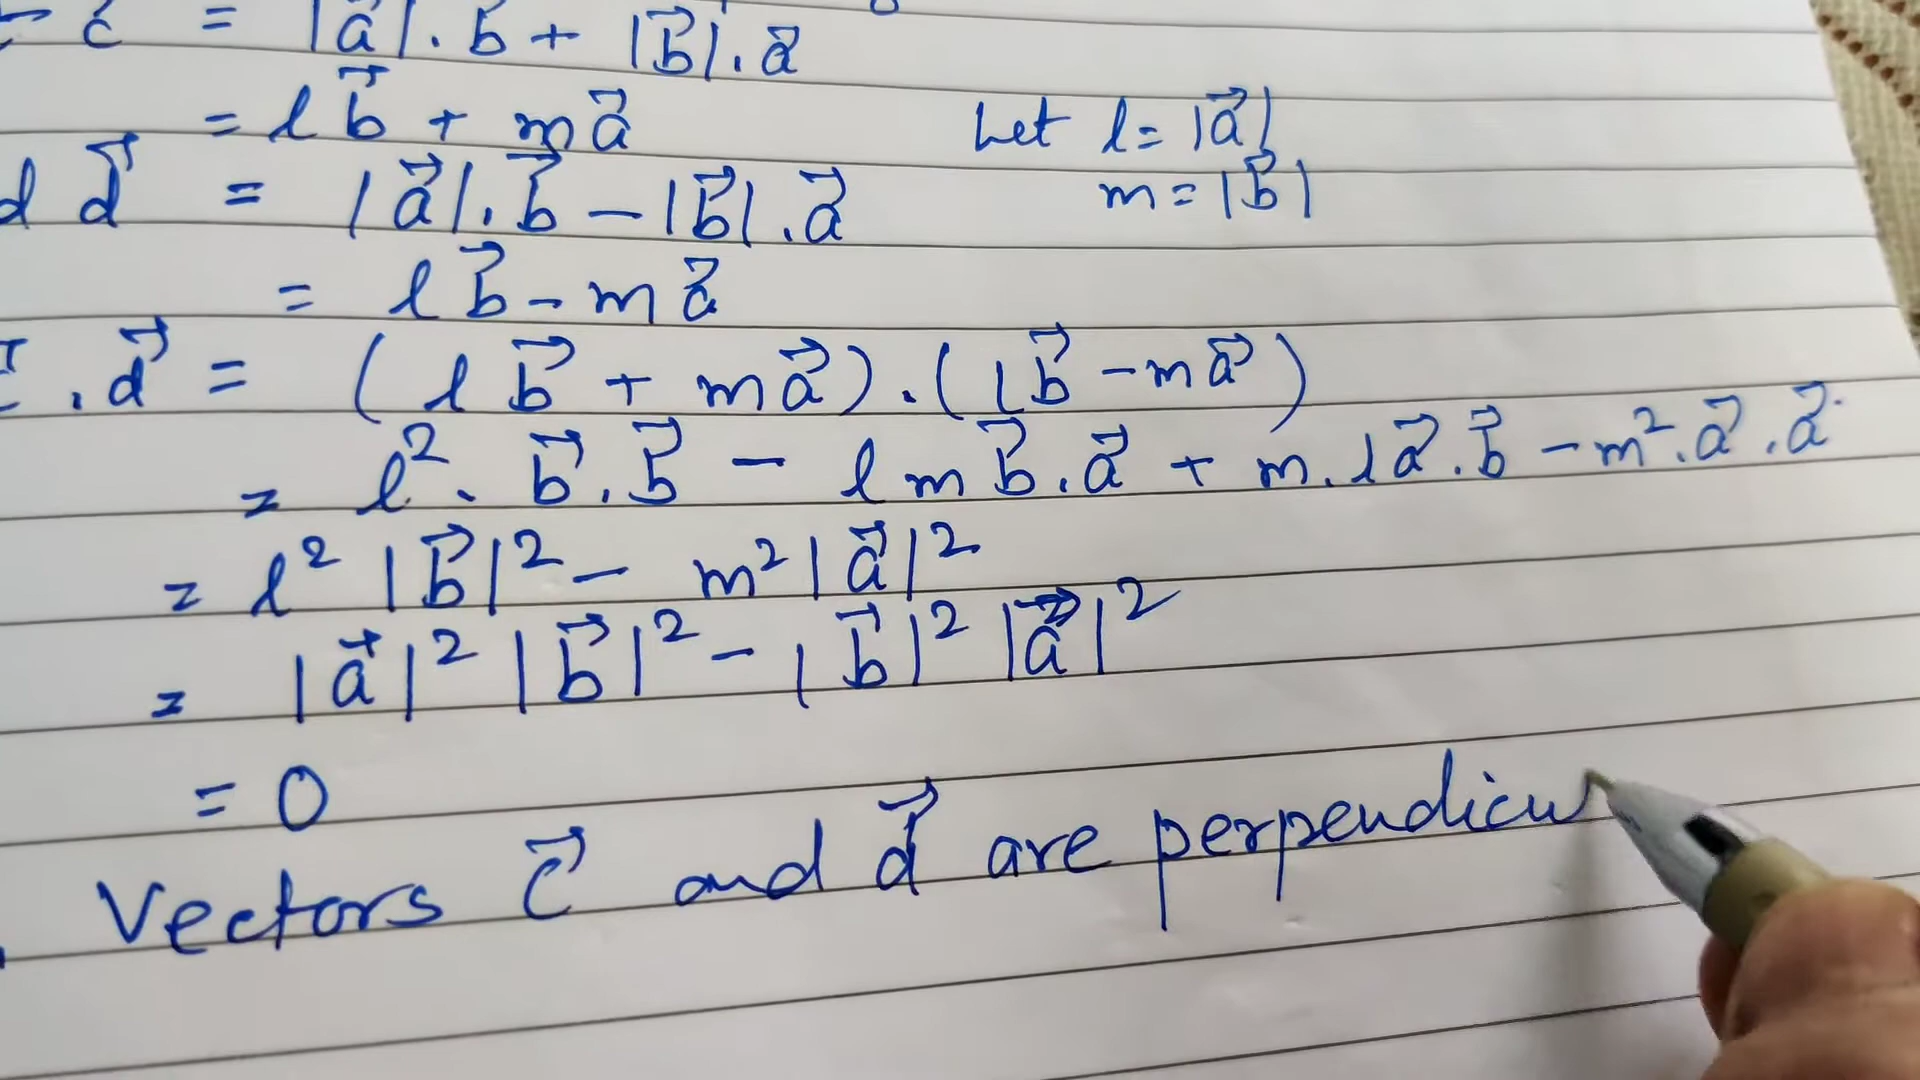 c⃗ = |a⃗|.b⃗ + |b⃗|.a⃗
= l b⃗ + m a⃗ Let l = |a⃗|
m = |b⃗|
d d⃗ = |a⃗|.b⃗ - |b⃗|.a⃗
= l b⃗ - m a⃗
.d⃗ = (l b⃗ + m a⃗).(l b⃗ - m a⃗)
= l². b⃗.b⃗ - l m b⃗.a⃗ + m.l a⃗.b⃗ - m².a⃗.a⃗
= l² |b⃗|² - m² |a⃗|²
= |a⃗|² |b⃗|² - |b⃗|² |a⃗|²
= 0
Vectors c⃗ and d⃗ are perpendicu